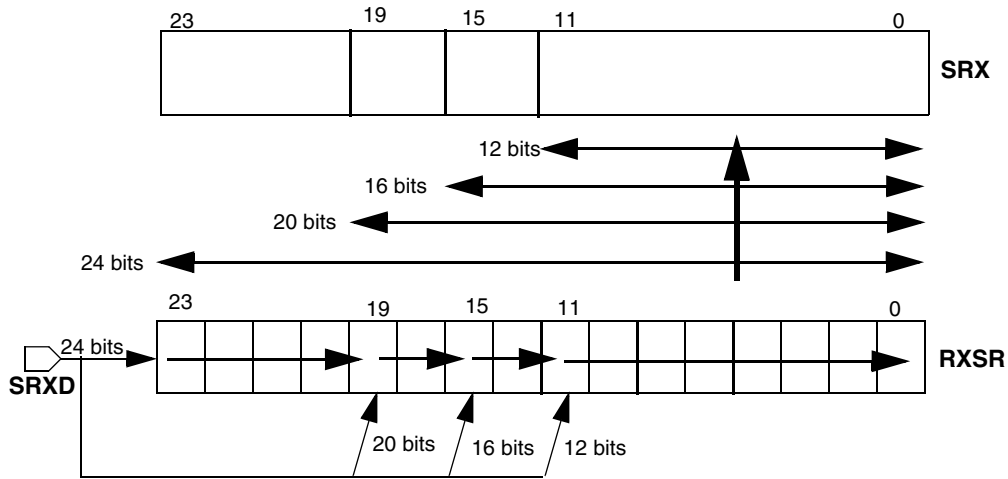 23 19 15 11 0
SRX
12 bits
16 bits
20 bits
24 bits
23 19 15 11 0
24 bits
SRXD
RXSR
20 bits 16 bits 12 bits